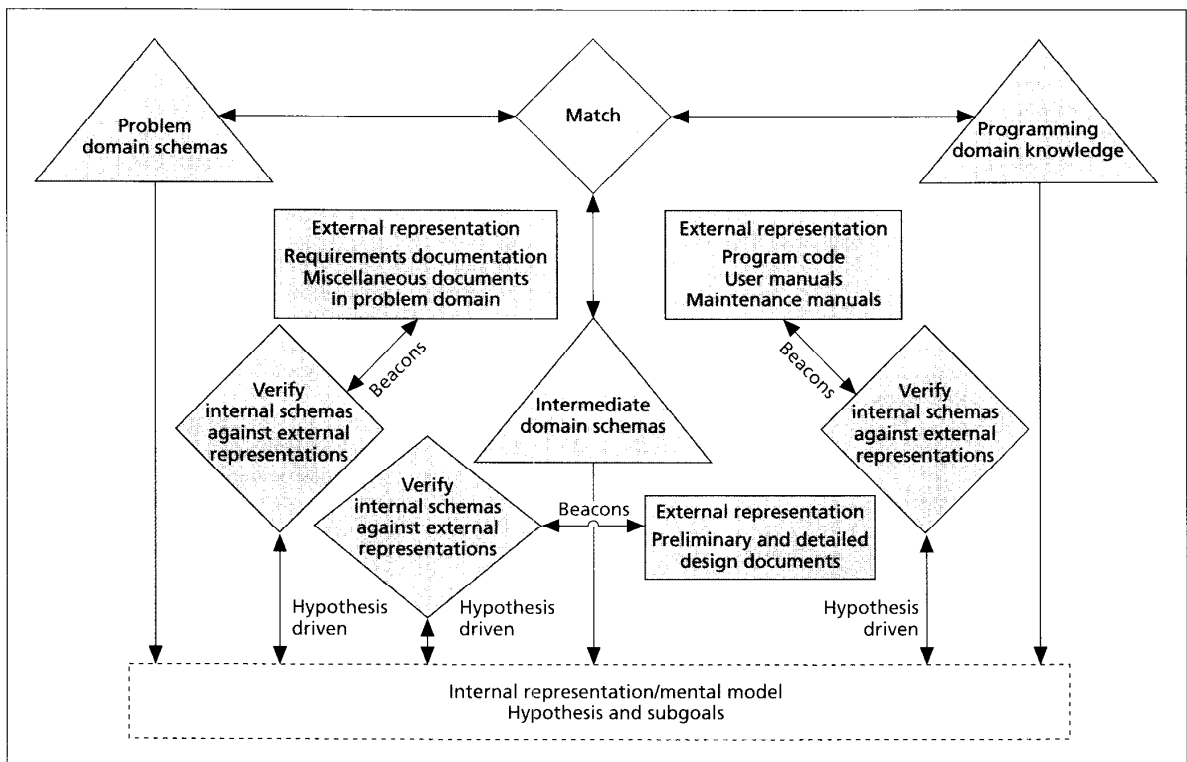 Problem
domain schemas
Match
Programming
domain knowledge
External representation
Requirements documentation
Miscellaneous documents
in problem domain
External representation
Program code
User manuals
Maintenance manuals
Beacons
Beacons
Verify
internal schemas
against external
representations
Intermediate
domain schemas
Verify
internal schemas
against external
representations
Verify
internal schemas
against external
representations
Beacons
External representation
Preliminary and detailed
design documents
Hypothesis
driven
Hypothesis
driven
Hypothesis
driven
Internal representation/mental model
Hypothesis and subgoals